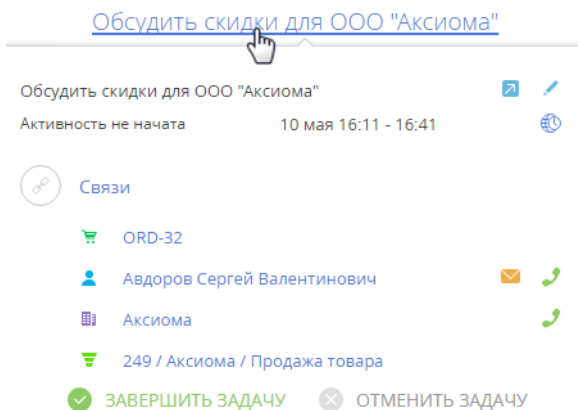 Обсудить скидки для ООО "Аксиома"
Обсудить скидки для ООО "Аксиома"
Активность не начата 10 мая 16:11 - 16:41
Связи
ORD-32
Авдоров Сергей Валентинович
Аксиома
249 / Аксиома / Продажа товара
ЗАВЕРШИТЬ ЗАДАЧУ ОТМЕНИТЬ ЗАДАЧУ